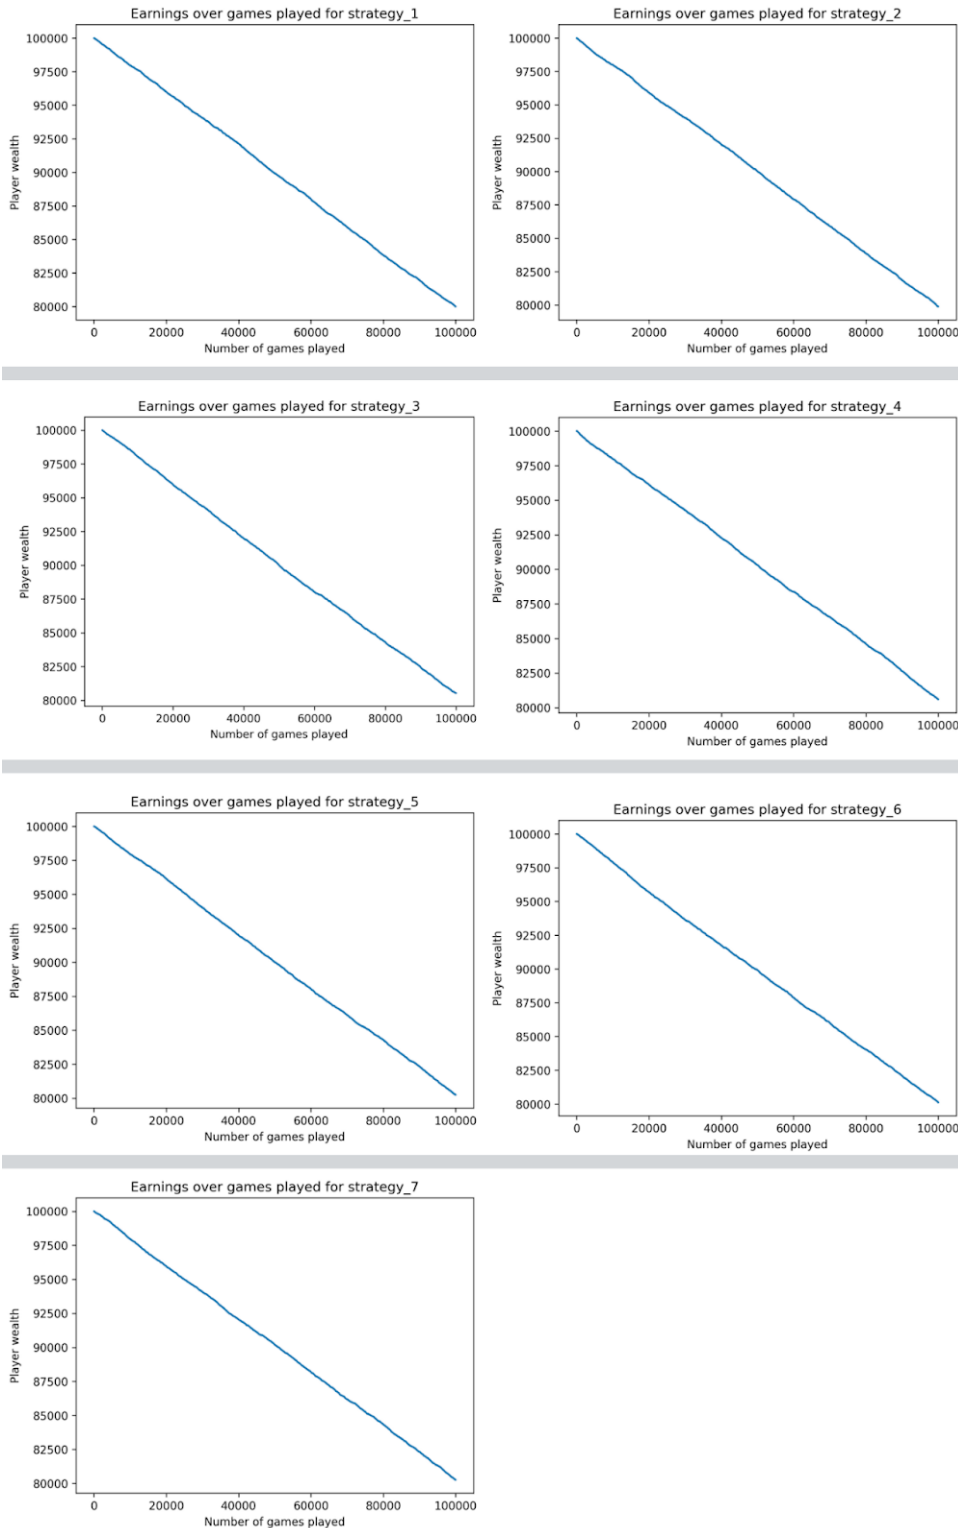 Earnings over games played for strategy_1
100000
97500
95000
92500
90000
87500
85000
82500
80000
Player wealth
0 20000 40000 60000 80000 100000
Number of games played
Earnings over games played for strategy_2
100000
97500
95000
92500
90000
87500
85000
82500
80000
Player wealth
0 20000 40000 60000 80000 100000
Number of games played
Earnings over games played for strategy_3
100000
97500
95000
92500
90000
87500
85000
82500
80000
Player wealth
0 20000 40000 60000 80000 100000
Number of games played
Earnings over games played for strategy_4
100000
97500
95000
92500
90000
87500
85000
82500
80000
Player wealth
0 20000 40000 60000 80000 100000
Number of games played
Earnings over games played for strategy_5
100000
97500
95000
92500
90000
87500
85000
82500
80000
Player wealth
0 20000 40000 60000 80000 100000
Number of games played
Earnings over games played for strategy_6
100000
97500
95000
92500
90000
87500
85000
82500
80000
Player wealth
0 20000 40000 60000 80000 100000
Number of games played
Earnings over games played for strategy_7
100000
97500
95000
92500
90000
87500
85000
82500
80000
Player wealth
0 20000 40000 60000 80000 100000
Number of games played